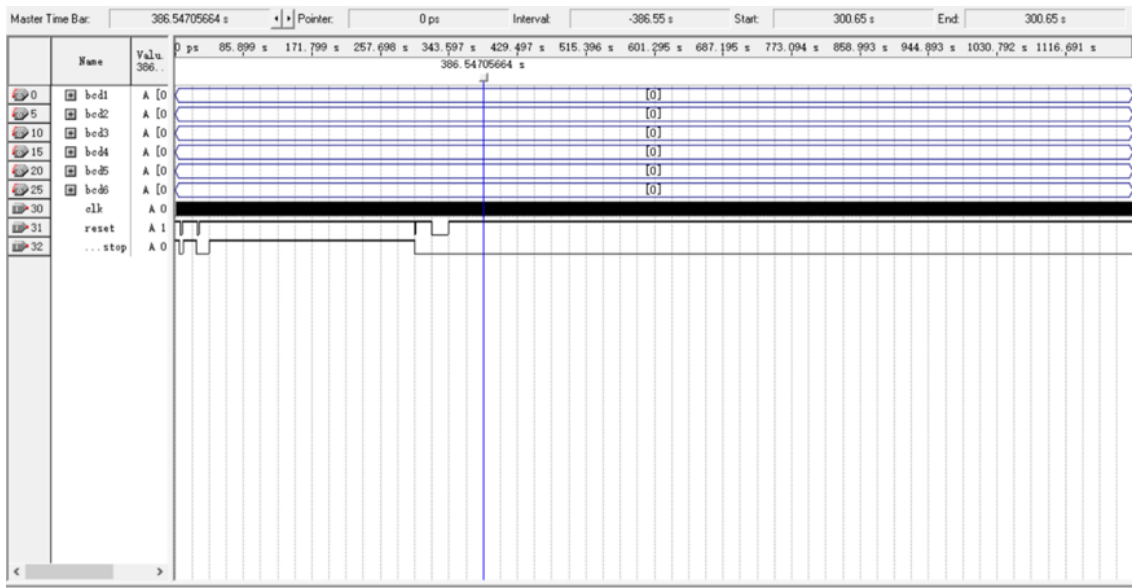 Master Time Bar: 386.54705664 s Pointer: 0 ps Interval: -386.55 s Start: 300.65 s End: 300.65 s
Name Valu 386. .
0 ps 85.899 s 171.799 s 257.698 s 343.597 s 429.497 s 515.396 s 601.295 s 687.195 s 773.094 s 858.993 s 944.893 s 1030.792 s 1116.691 s
386.54705664 s
0 bcd1 A [0 [0]
5 bcd2 A [0 [0]
10 bcd3 A [0 [0]
15 bcd4 A [0 [0]
20 bcd5 A [0 [0]
25 bcd6 A [0 [0]
30 clk A 0
31 reset A 1
32 ...stop A 0